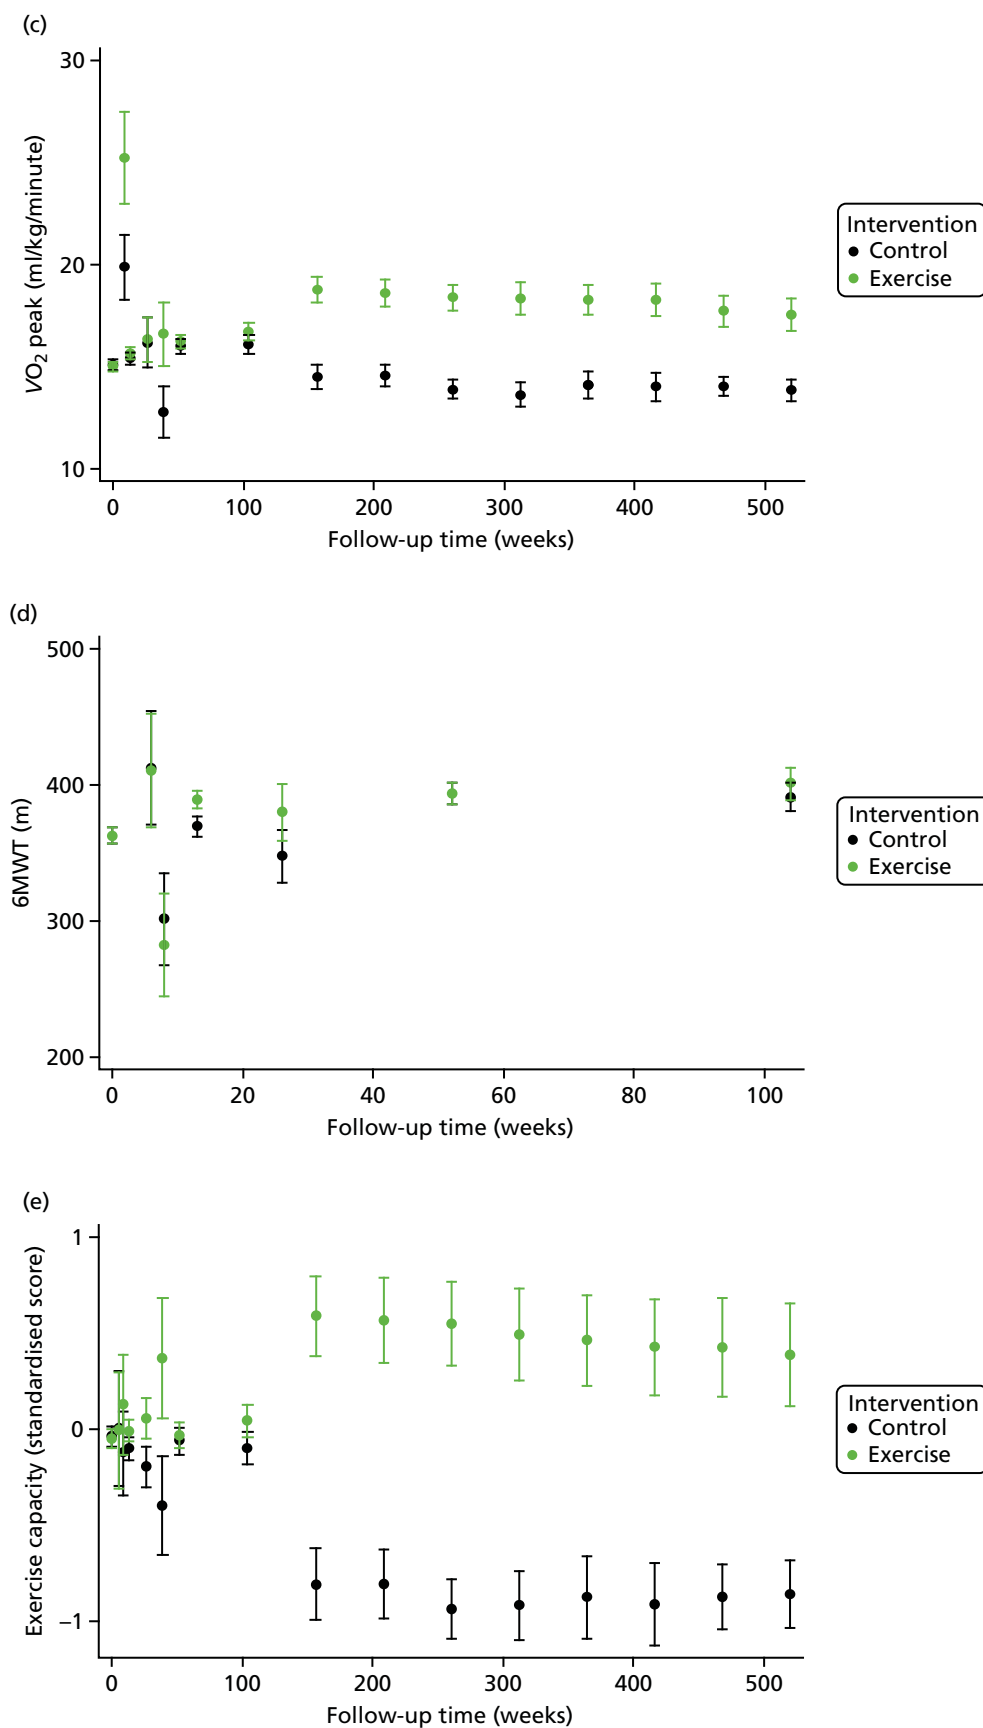 (c)
30
20
10
VO2 peak (ml/kg/minute)
0 100 200 300 400 500
Follow-up time (weeks)
Intervention
Control
Exercise
(d)
500
400
300
200
6MWT (m)
0 20 40 60 80 100
Follow-up time (weeks)
Intervention
Control
Exercise
(e)
1
0
−1
Exercise capacity (standardised score)
0 100 200 300 400 500
Follow-up time (weeks)
Intervention
Control
Exercise